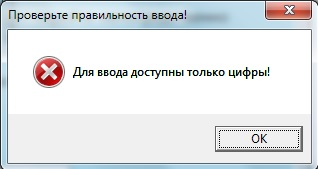 Проверьте правильность ввода!
Для ввода доступны только цифры!
OK